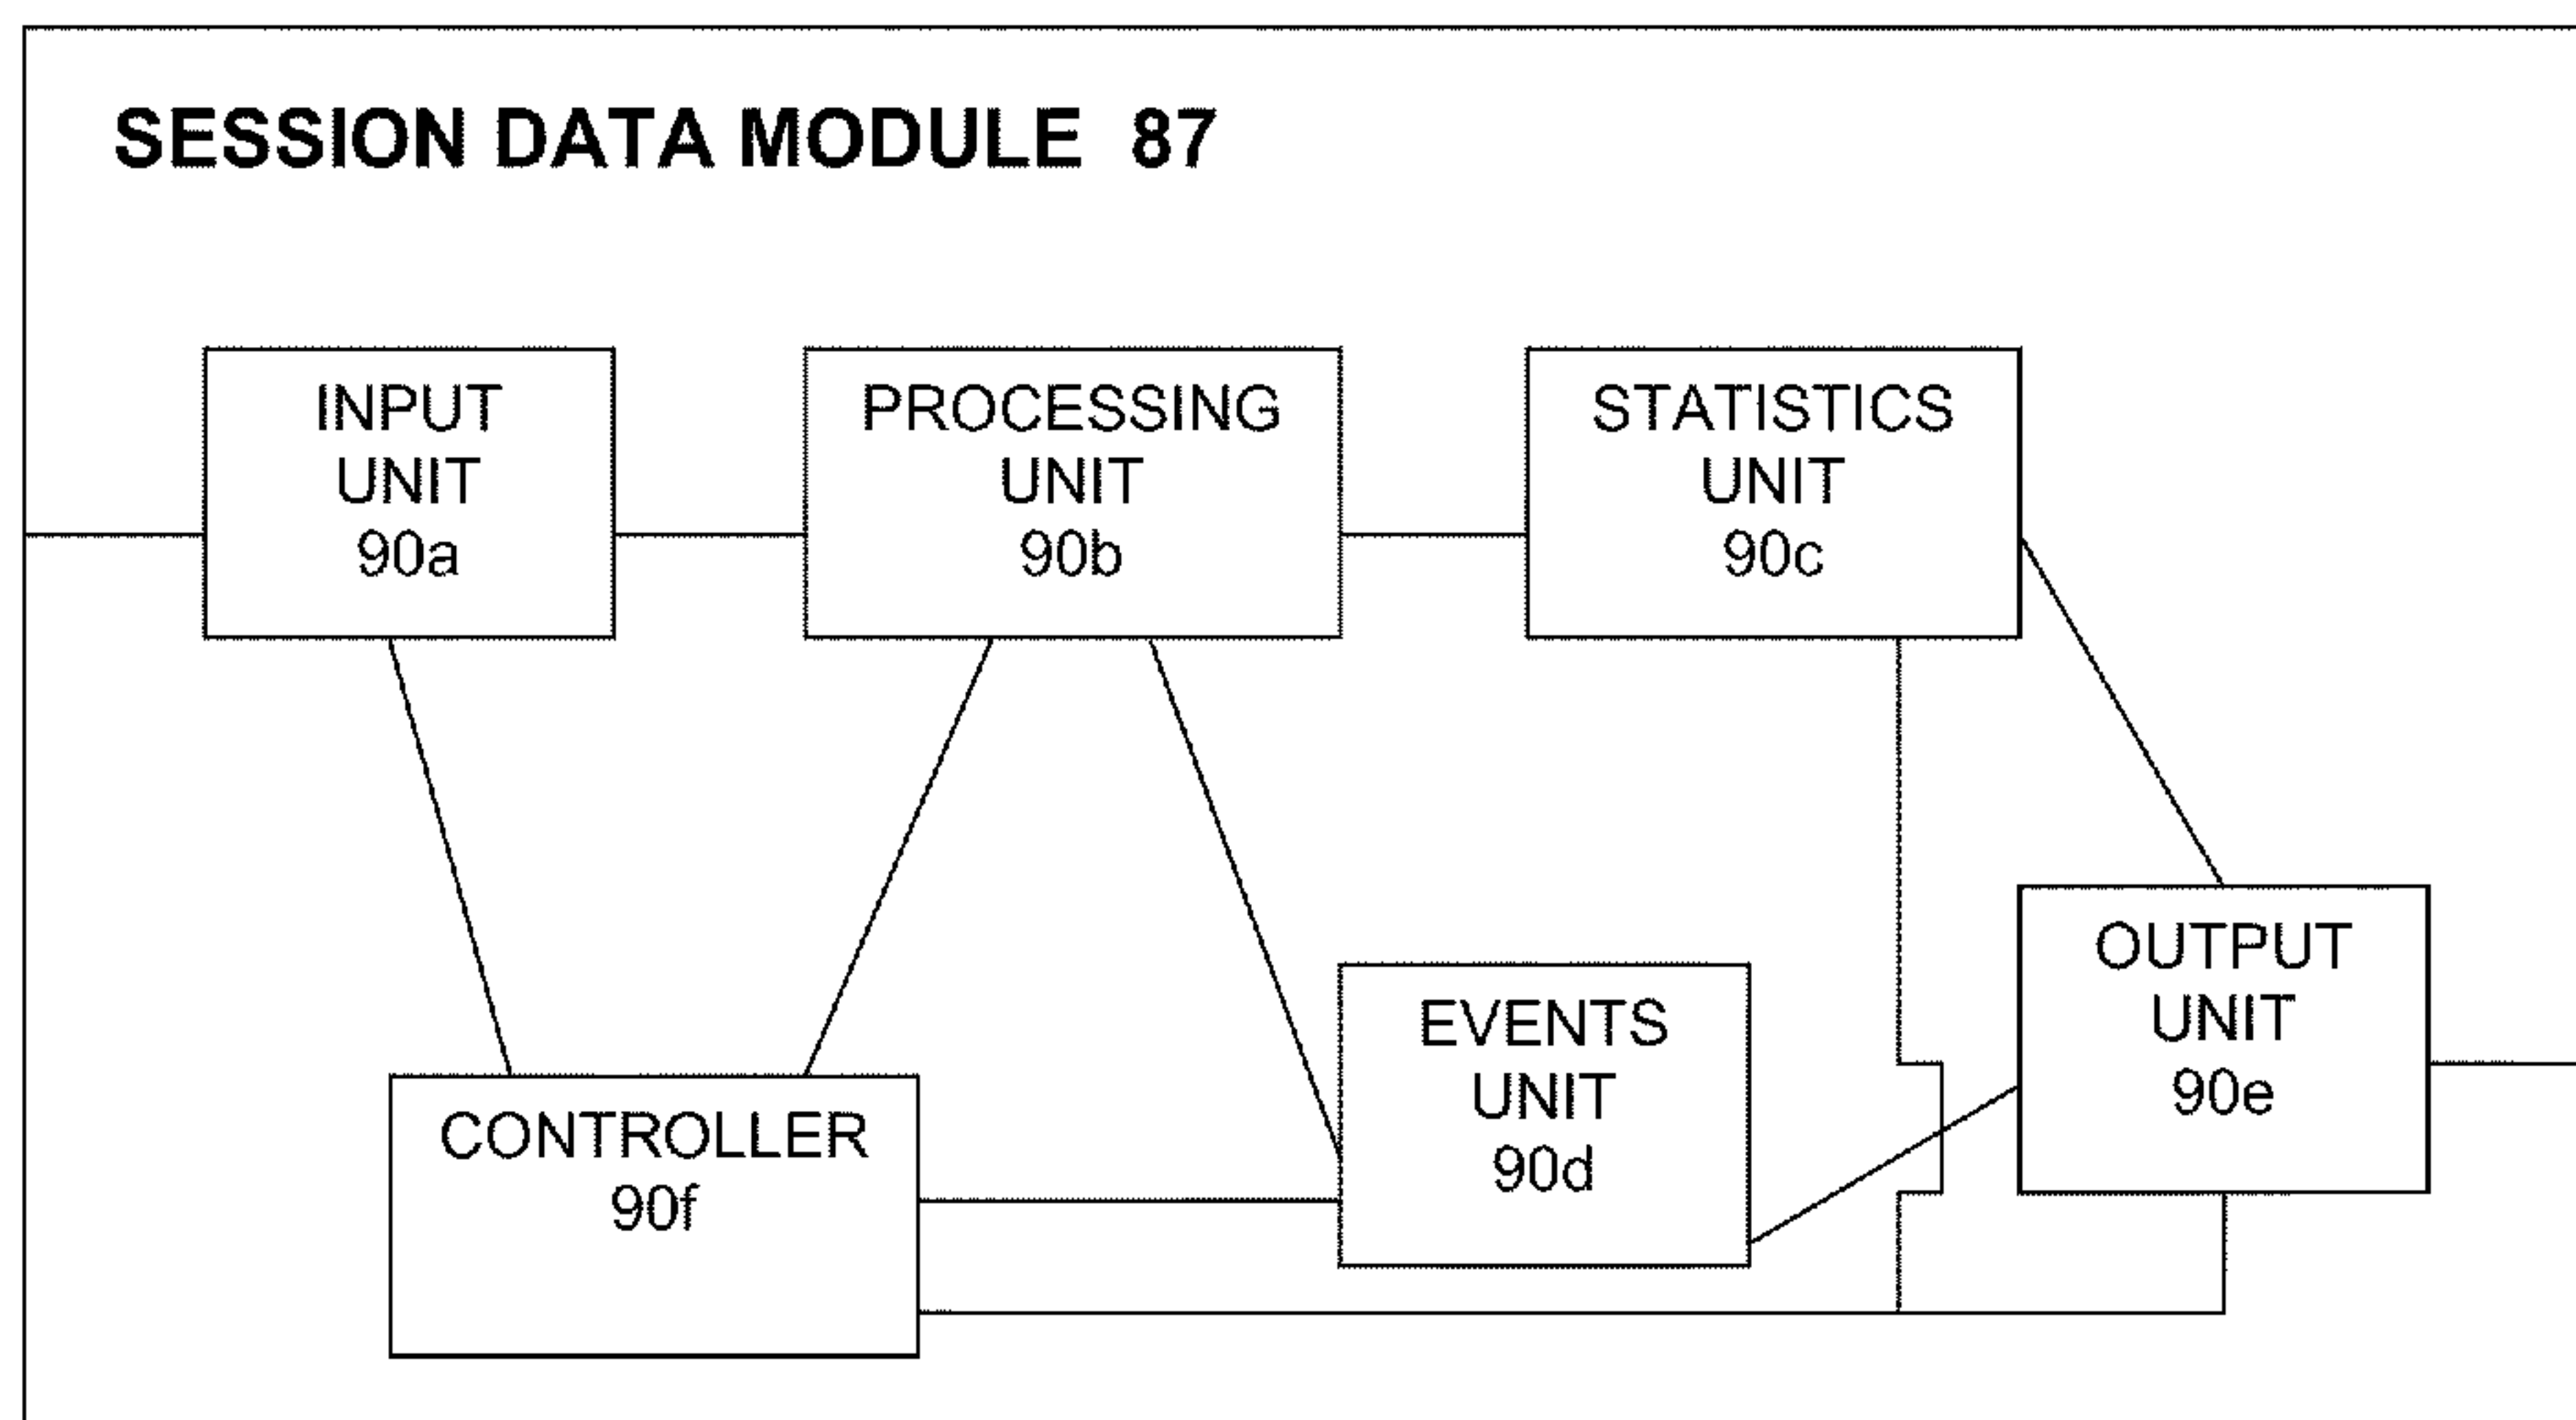 SESSION DATA MODULE 87
INPUT
UNIT
90a
PROCESSING
UNIT
90b
STATISTICS
UNIT
90c
OUTPUT
UNIT
90e
EVENTS
UNIT
90d
CONTROLLER
90f